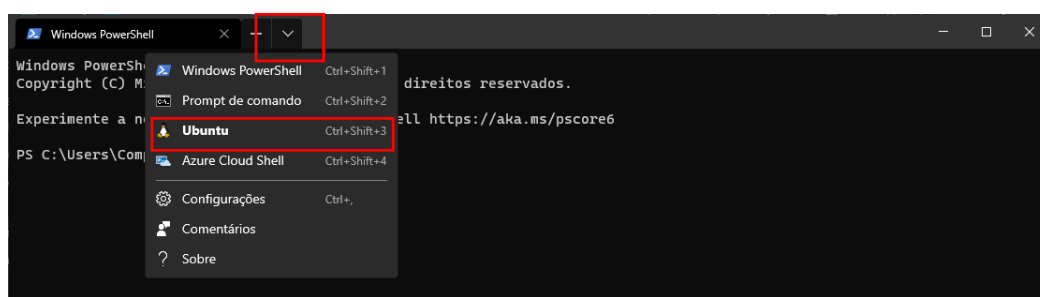 Windows PowerShell
Windows PowerSh
Copyright (C) M direitos reservados.
Experimente a n ell https://aka.ms/pscore6
PS C:\Users\Com
Windows PowerShell Ctrl+Shift+1
Prompt de comando Ctrl+Shift+2
Ubuntu Ctrl+Shift+3
Azure Cloud Shell Ctrl+Shift+4
Configurações Ctrl+,
Comentários
Sobre